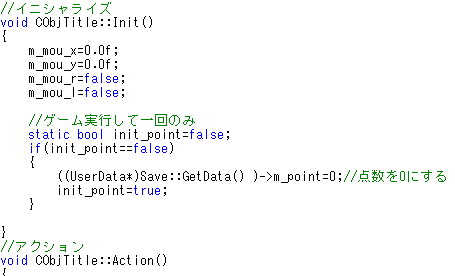 //イニシャライズ
void CObjTitle::Init()
{
    m_mou_x=0.0f;
    m_mou_y=0.0f;
    m_mou_r=false;
    m_mou_l=false;

    //ゲーム実行して一回のみ
    static bool init_point=false;
    if(init_point==false)
    {
        ((UserData*)Save::GetData() )->m_point=0;//点数を0にする
        init_point=true;
    }

}
//アクション
void CObjTitle::Action()
{